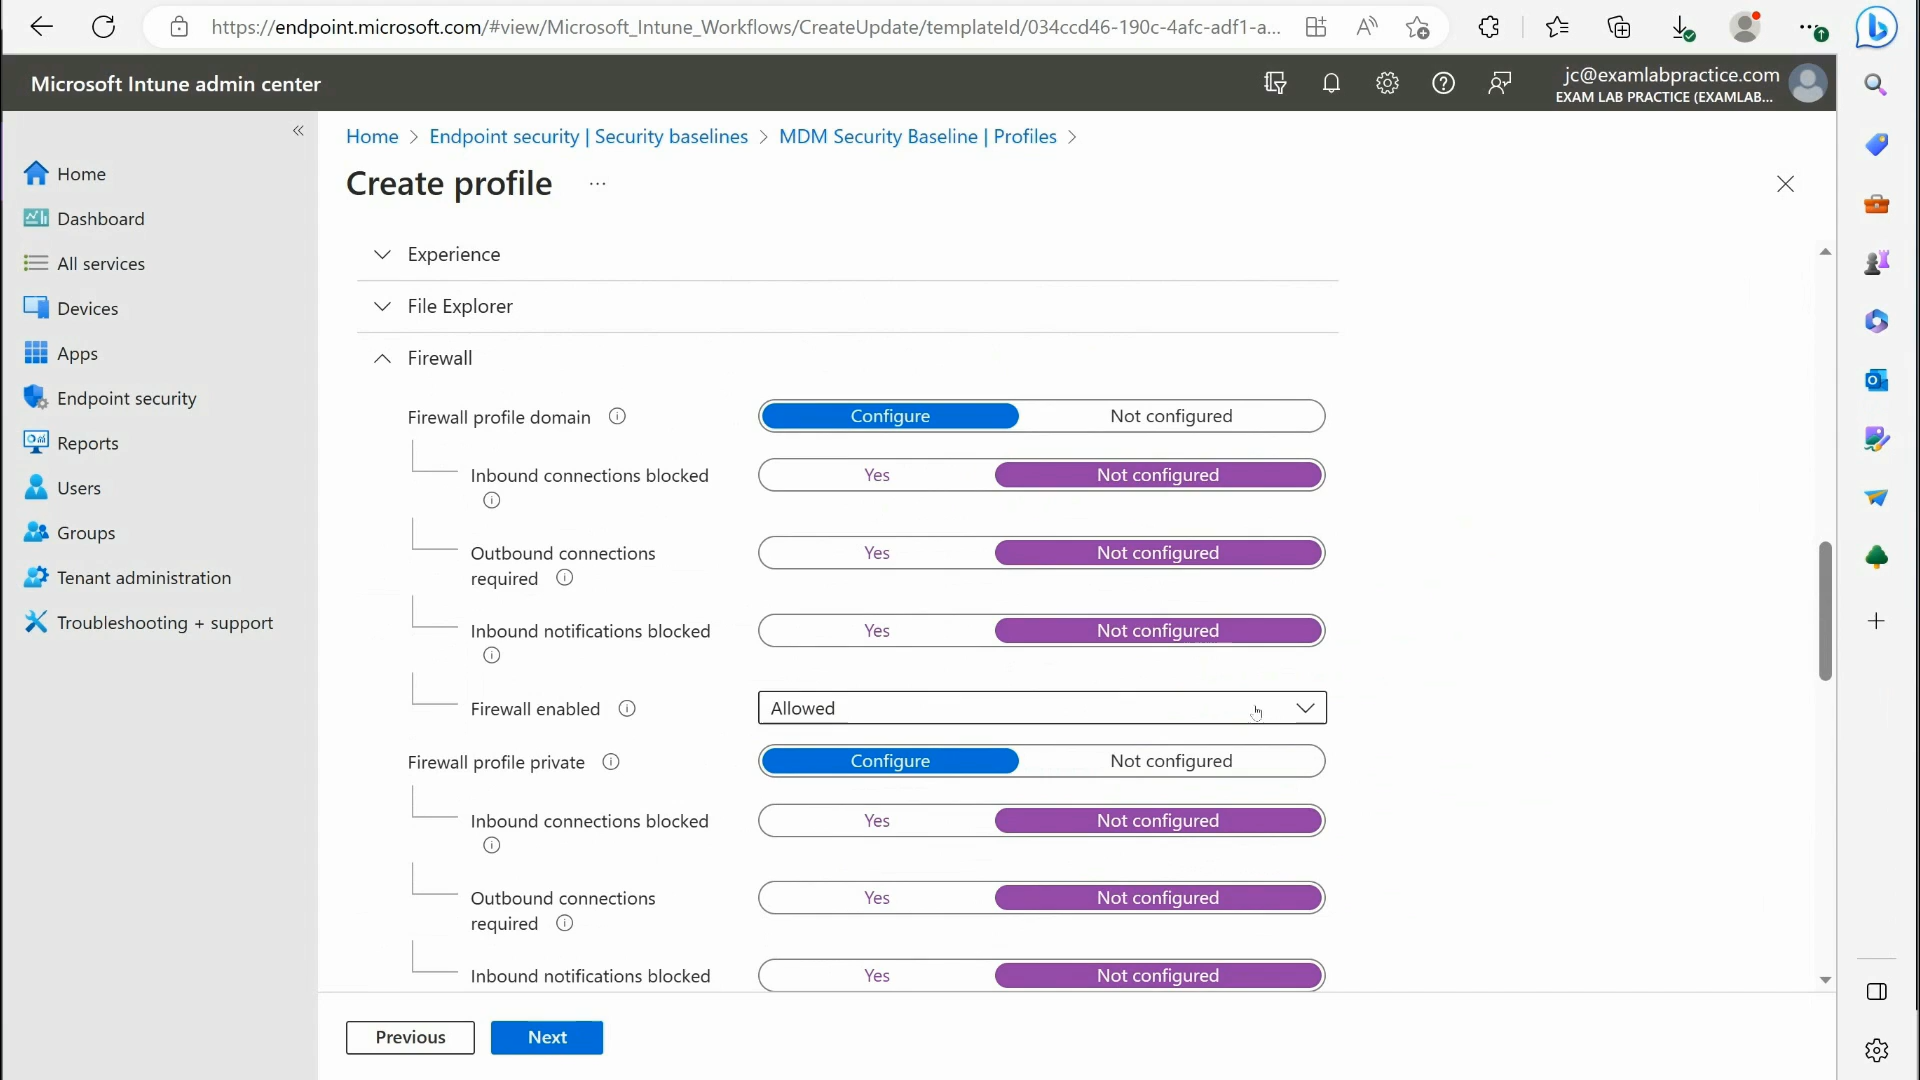 https://endpoint.microsoft.com/#view/Microsoft_Intune_Workflows/CreateUpdate/templateId/034ccd46-190c-4afc-adf1-a...
Microsoft Intune admin center
jc@examlabpractice.com
EXAM LAB PRACTICE (EXAMLAB...
Home > Endpoint security | Security baselines > MDM Security Baseline | Profiles >
Create profile ...
Home
Dashboard
All services
Devices
Apps
Endpoint security
Reports
Users
Groups
Tenant administration
Troubleshooting + support
Experience
File Explorer
Firewall
Firewall profile domain Configure Not configured
Inbound connections blocked Yes Not configured
Outbound connections
required Yes Not configured
Inbound notifications blocked Yes Not configured
Firewall enabled Allowed
Firewall profile private Configure Not configured
Inbound connections blocked Yes Not configured
Outbound connections
required Yes Not configured
Inbound notifications blocked Yes Not configured
Previous Next